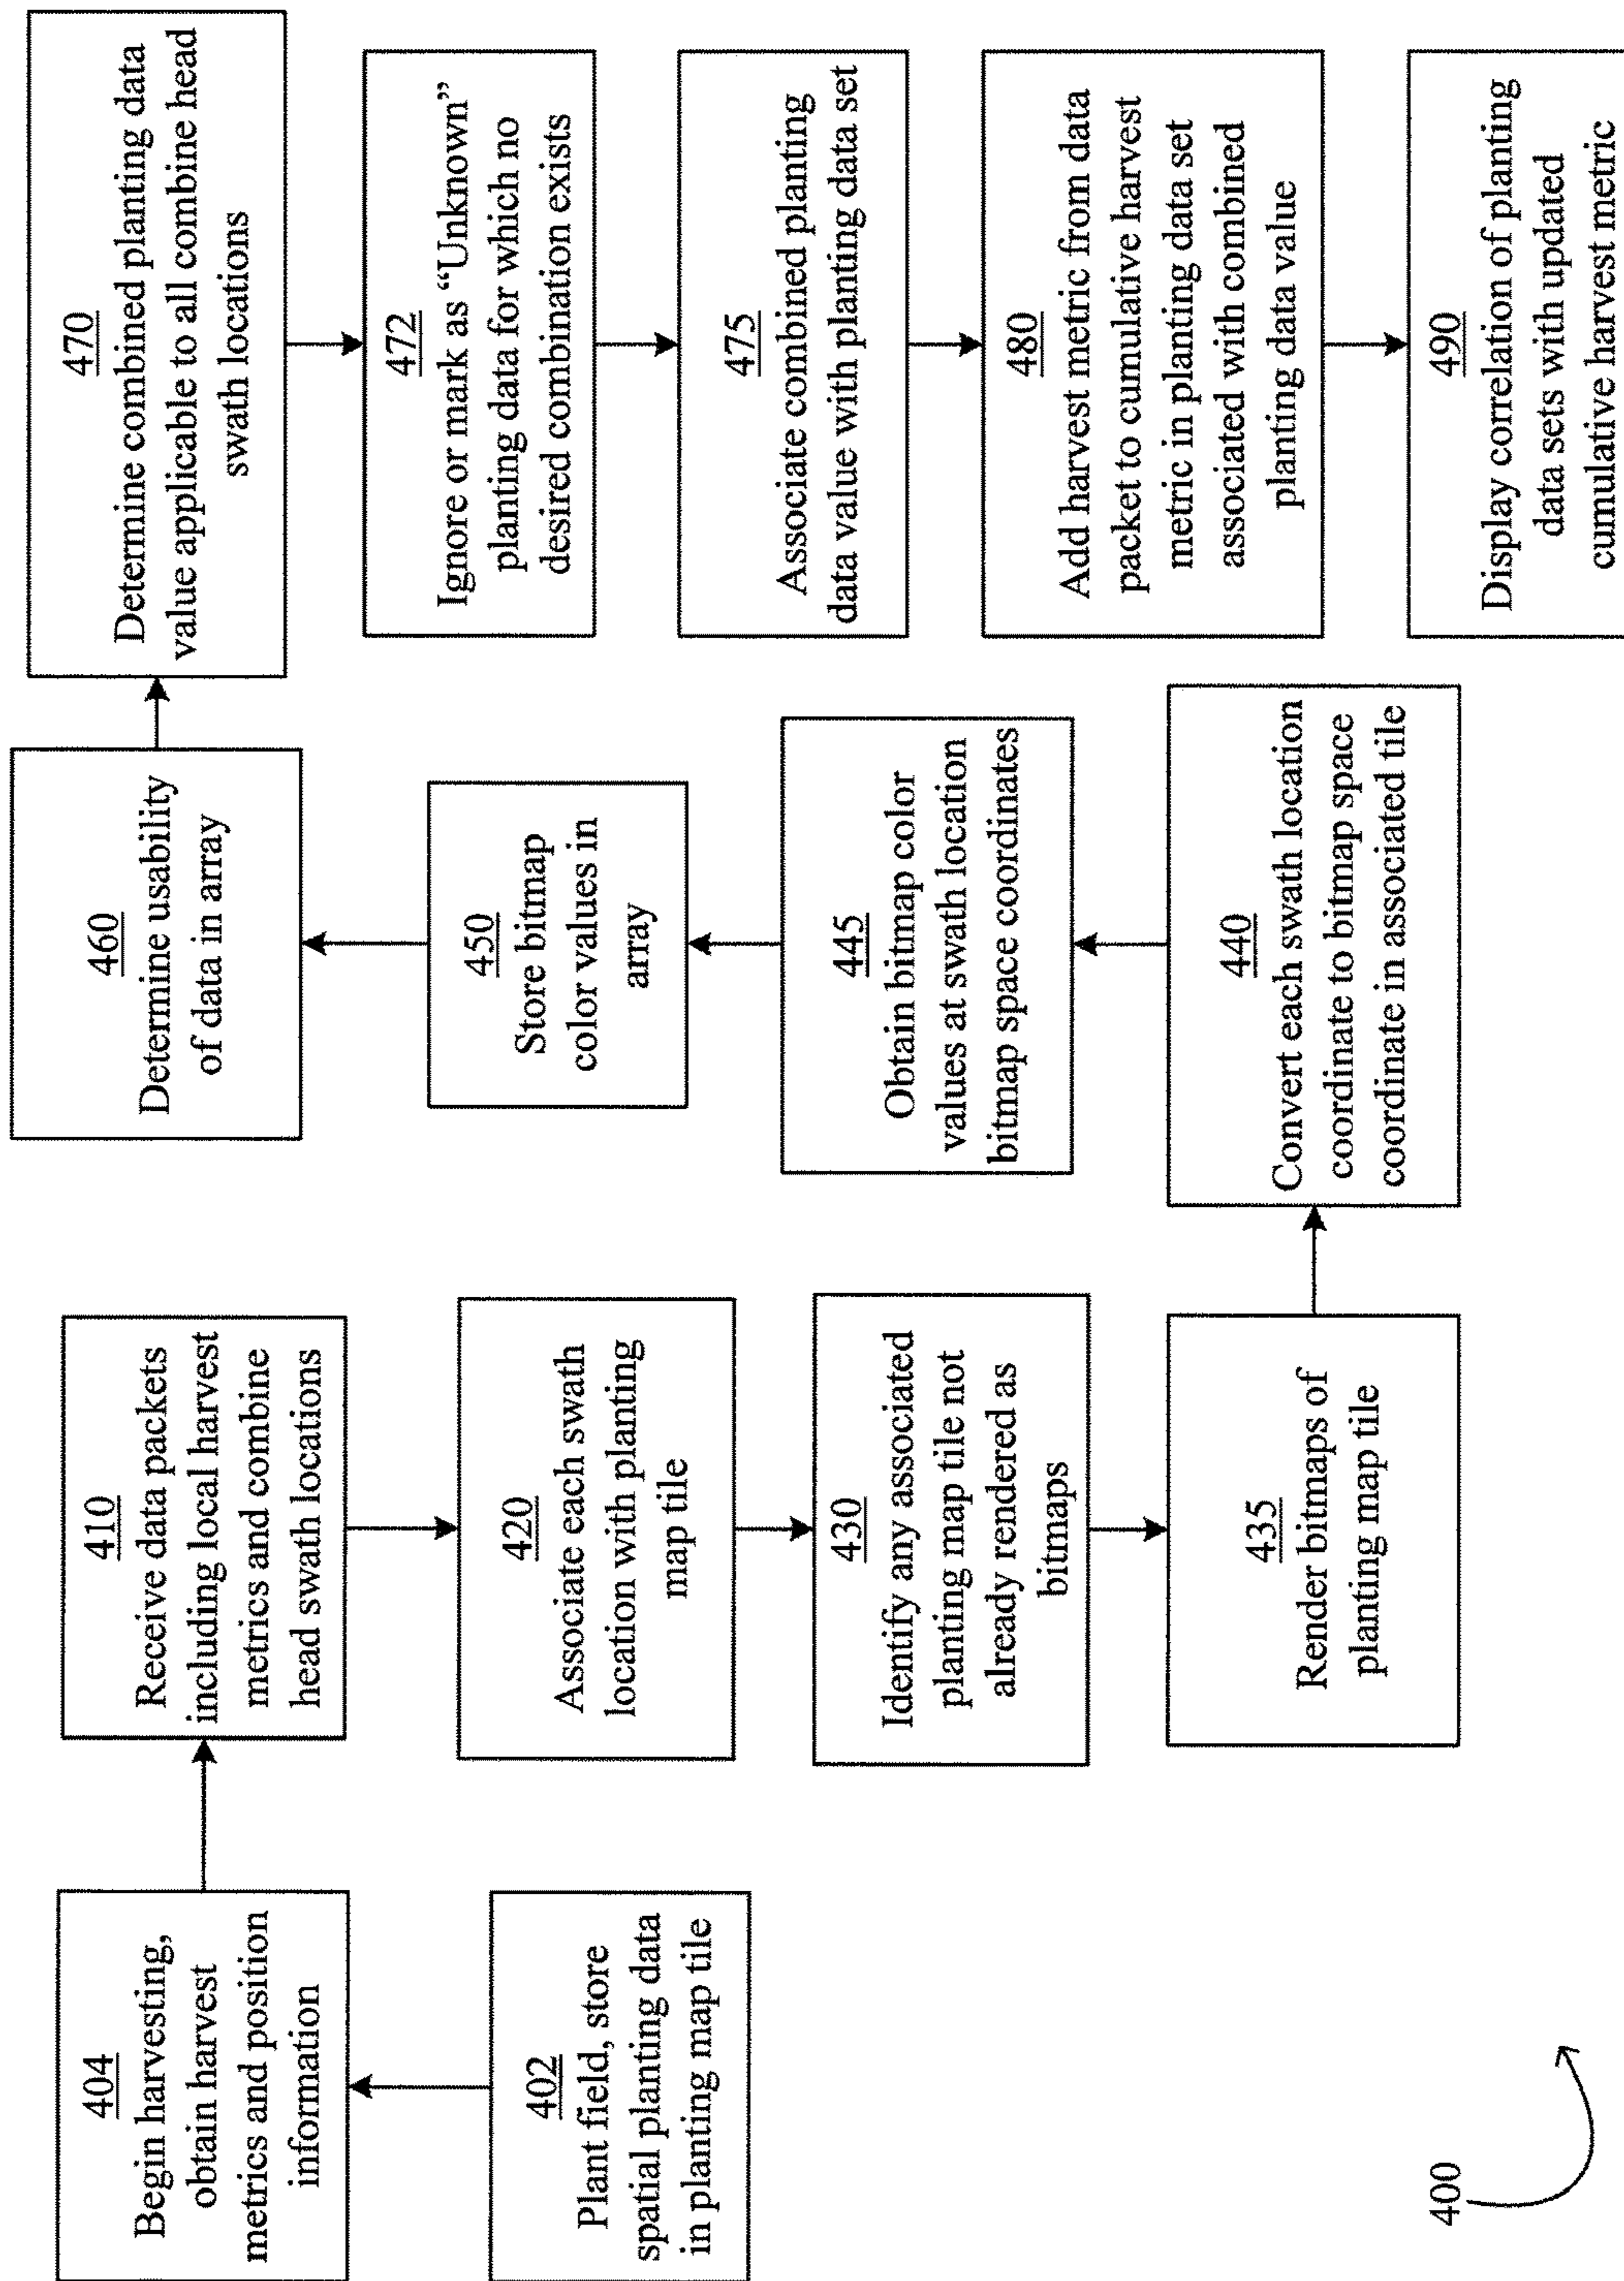 402
Plant field, store
spatial planting data
in planting map tile
404
Begin harvesting,
obtain harvest
metrics and position
information
410
Receive data packets
including local harvest
metrics and combine
head swath locations
420
Associate each swath
location with planting
map tile
430
Identify any associated
planting map tile not
already rendered as
bitmaps
435
Render bitmaps of
planting map tile
440
Convert each swath location
coordinate to bitmap space
coordinate in associated tile
445
Obtain bitmap color
values at swath location
bitmap space coordinates
450
Store bitmap
color values in
array
460
Determine usability
of data in array
470
Determine combined planting data
value applicable to all combine head
swath locations
472
Ignore or mark as “Unknown”
planting data for which no
desired combination exists
475
Associate combined planting
data value with planting data set
480
Add harvest metric from data
packet to cumulative harvest
metric in planting data set
associated with combined
planting data value
490
Display correlation of planting
data sets with updated
cumulative harvest metric
400